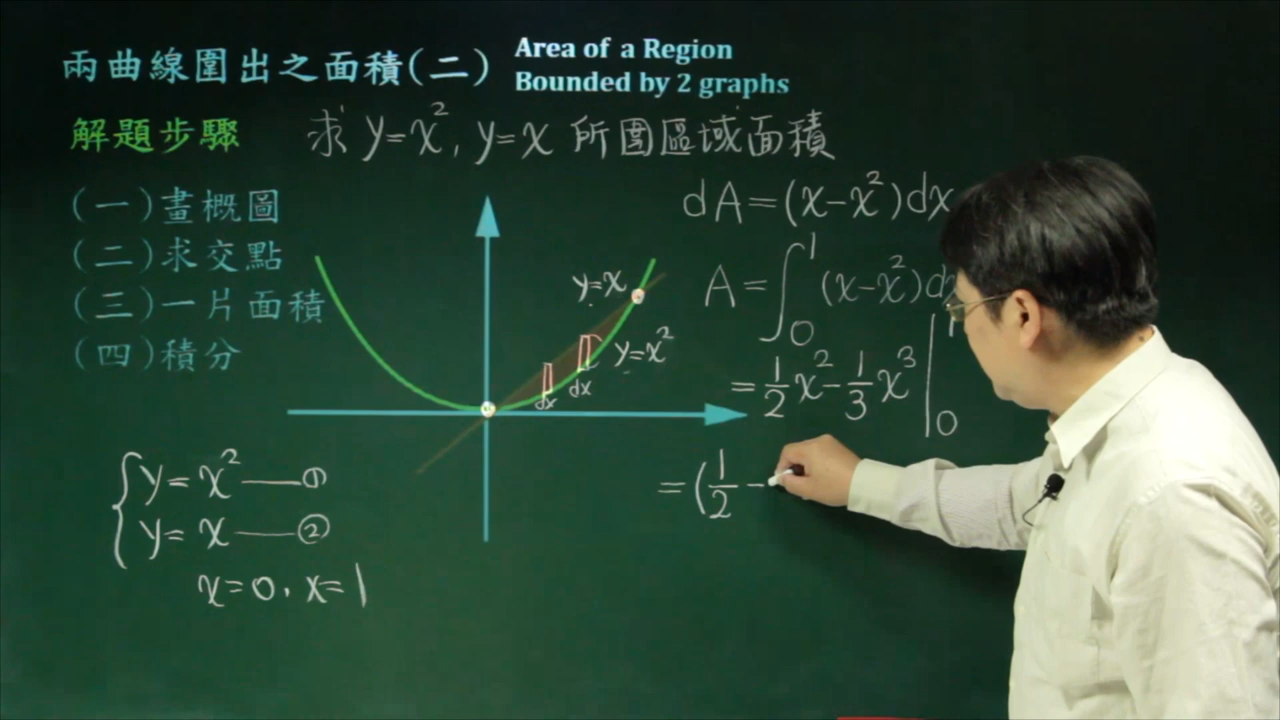 兩曲線圍出之面積(二)
Area of a Region
Bounded by 2 graphs
解題步驟
求 y=x², y=x 所圍區域面積
(一)畫概圖
(二)求交點
(三)一片面積
(四)積分
y=x
y=x²
dx
dx
y=x² —— ①
y=x —— ②
x=0, x=1
dA=(x-x²)dx
A=∫₀¹(x-x²)d
=½x²-⅓x³|₀¹
=(½-